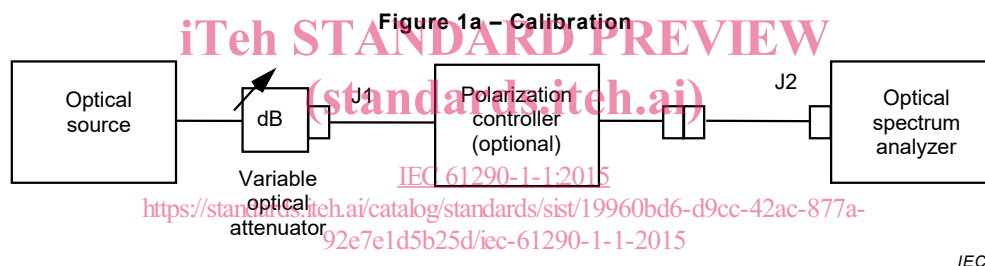 Figure 1a – Calibration
iTeh STANDARD PREVIEW
(standards.iteh.ai)
Optical
source
dB
J1
Variable
optical
attenuator
Polarization
controller
(optional)
J2
Optical
spectrum
analyzer
IEC 61290-1-1:2015
https://standards.iteh.ai/catalog/standards/sist/19960bd6-d9cc-42ac-877a-
92e7e1d5b25d/iec-61290-1-1-2015
IEC